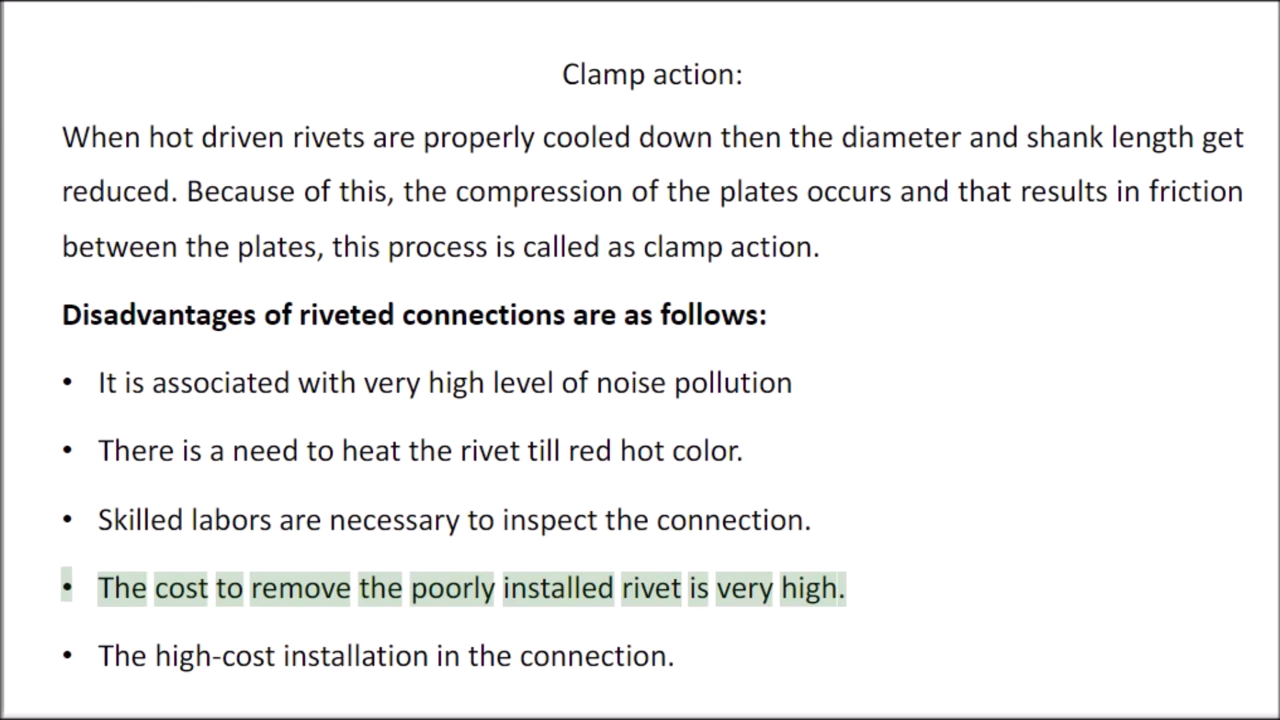 Clamp action:
When hot driven rivets are properly cooled down then the diameter and shank length get
reduced. Because of this, the compression of the plates occurs and that results in friction
between the plates, this process is called as clamp action.
Disadvantages of riveted connections are as follows:
• It is associated with very high level of noise pollution
• There is a need to heat the rivet till red hot color.
• Skilled labors are necessary to inspect the connection.
• The cost to remove the poorly installed rivet is very high.
• The high-cost installation in the connection.